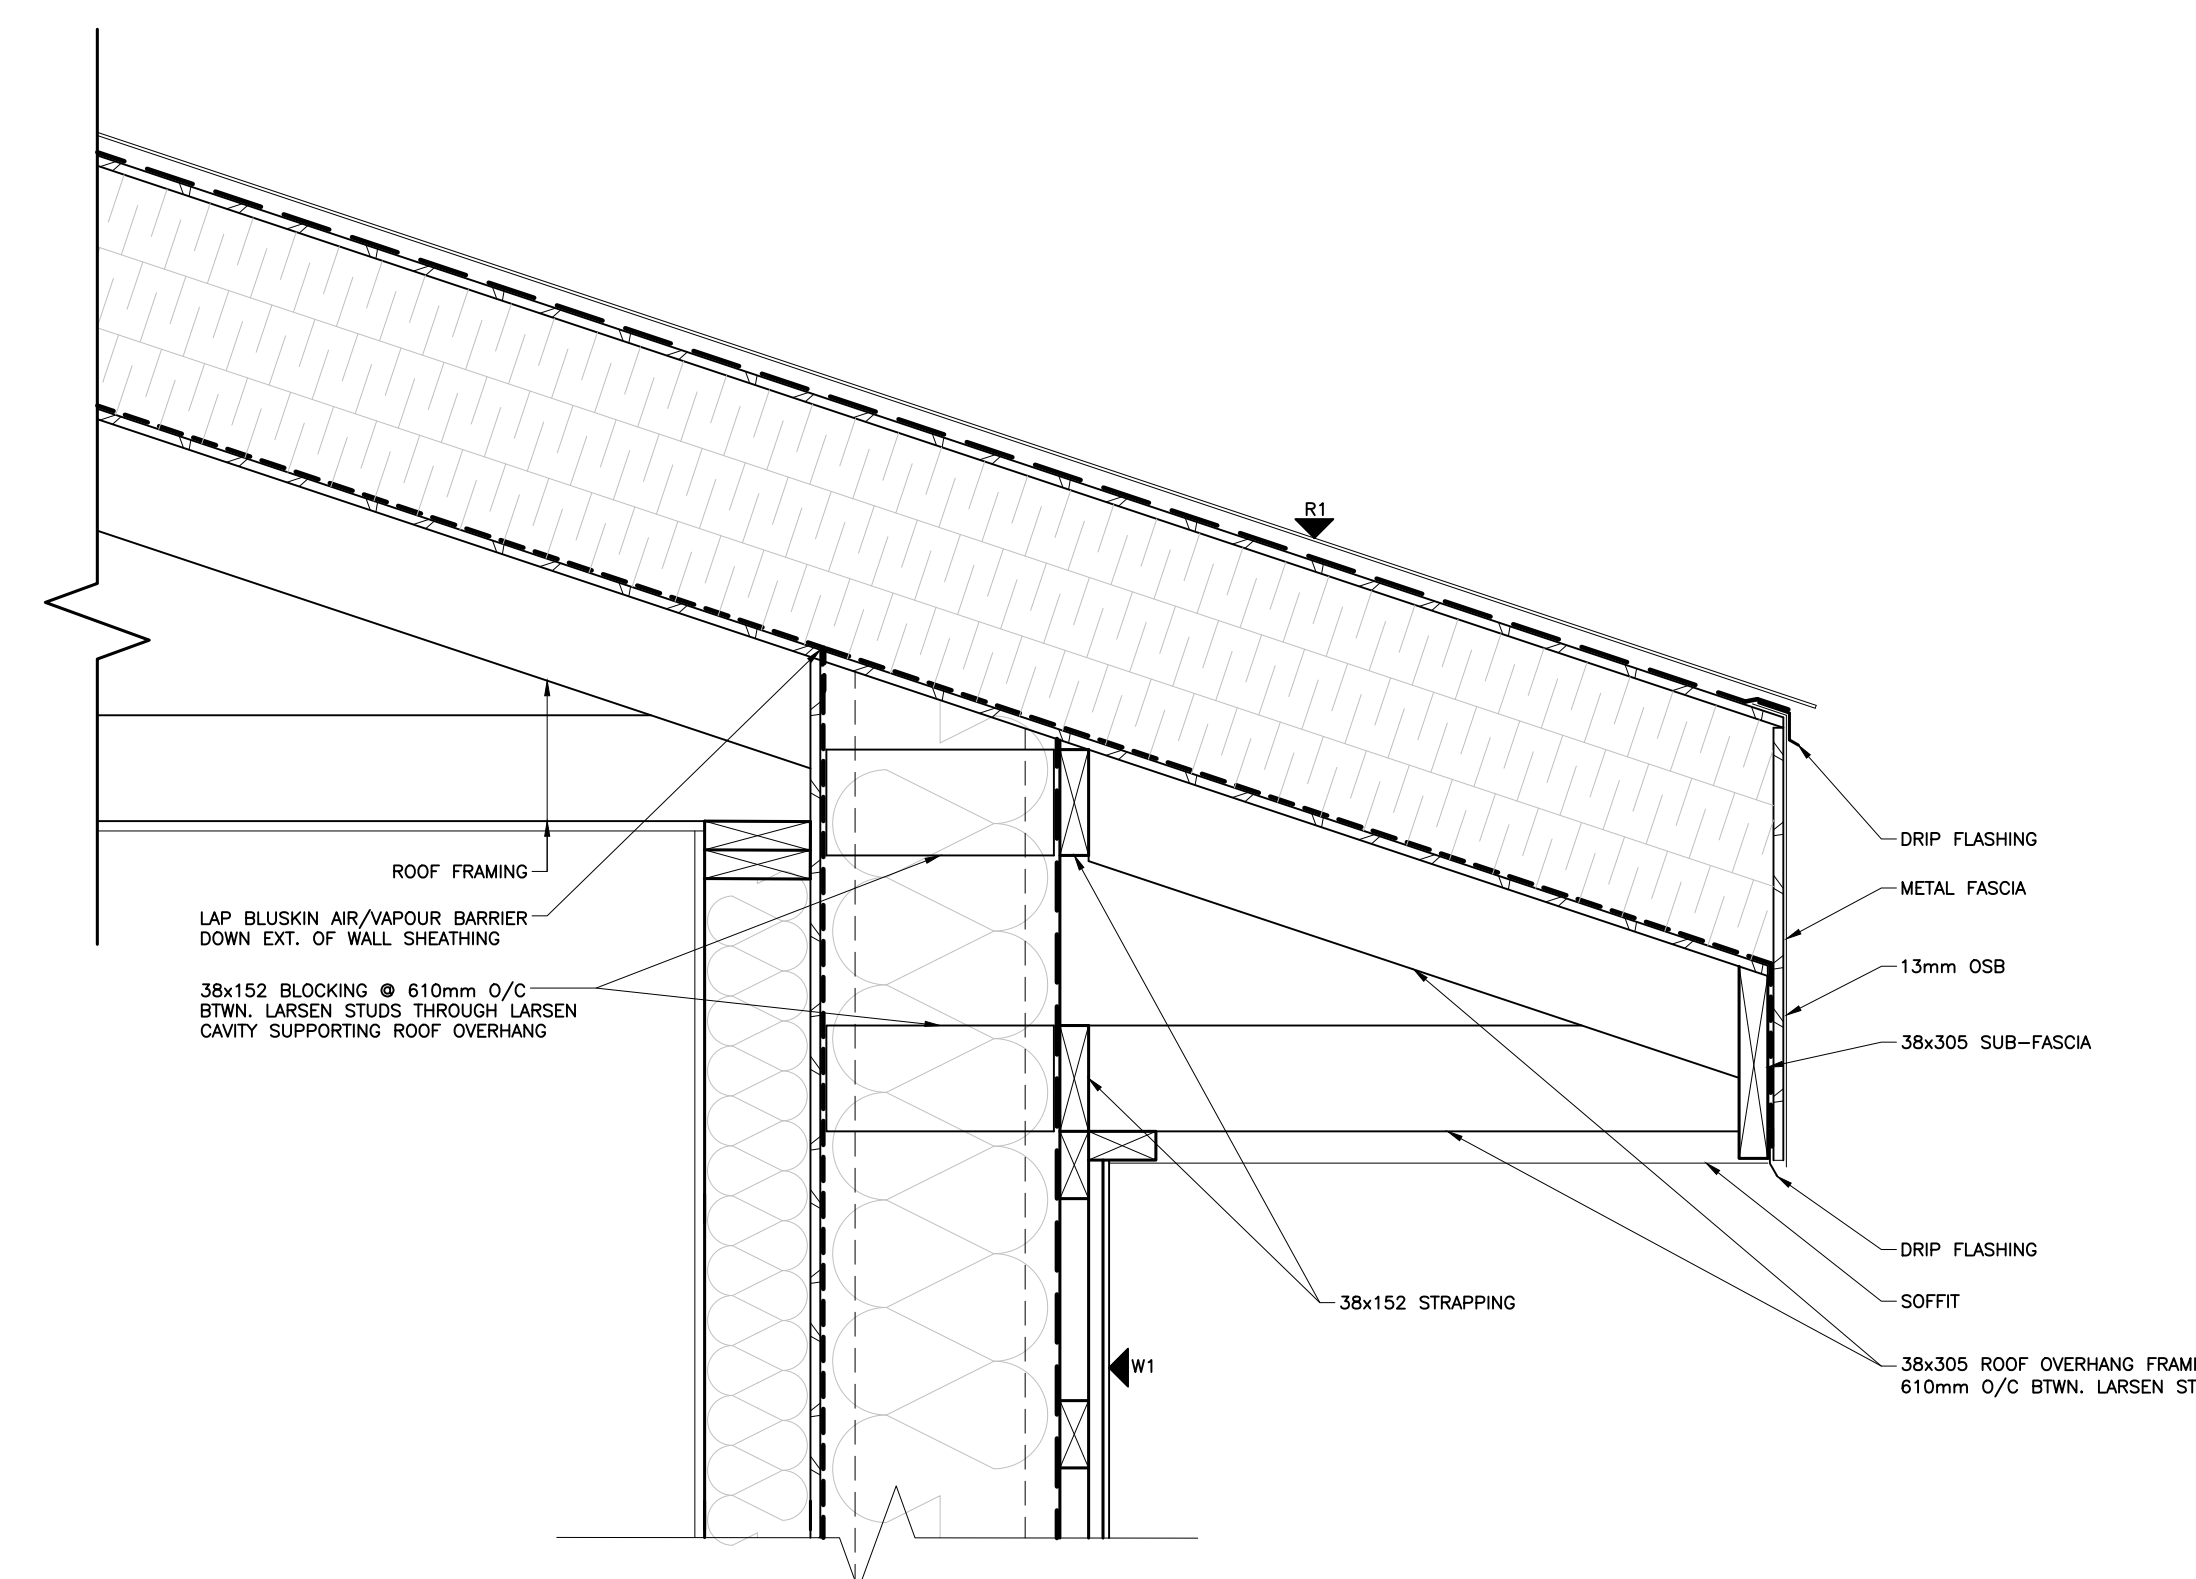 R1
DRIP FLASHING
ROOF FRAMING
METAL FASCIA
LAP BLUSKIN AIR/VAPOUR BARRIER
DOWN EXT. OF WALL SHEATHING
13mm OSB
38x152 BLOCKING @ 610mm O/C
BTWN. LARSEN STUDS THROUGH LARSEN
CAVITY SUPPORTING ROOF OVERHANG
38x305 SUB-FASCIA
DRIP FLASHING
SOFFIT
38x152 STRAPPING
W1
38x305 ROOF OVERHANG
610mm O/C BTWN. LARSEN